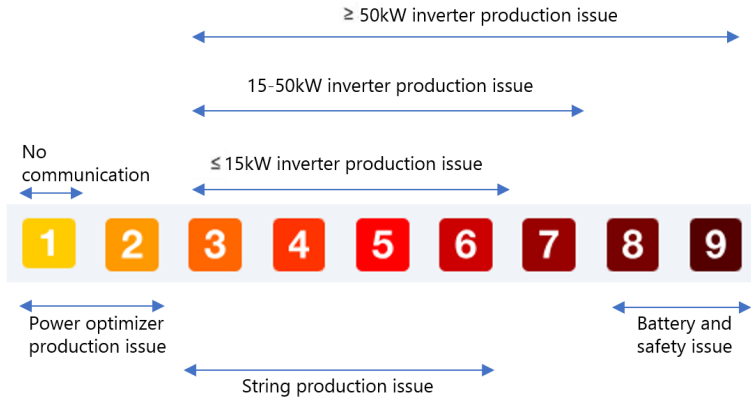 ≥ 50kW inverter production issue
15-50kW inverter production issue
No
communication
≤ 15kW inverter production issue
1 2 3 4 5 6 7 8 9
Power optimizer
production issue
Battery and
safety issue
String production issue